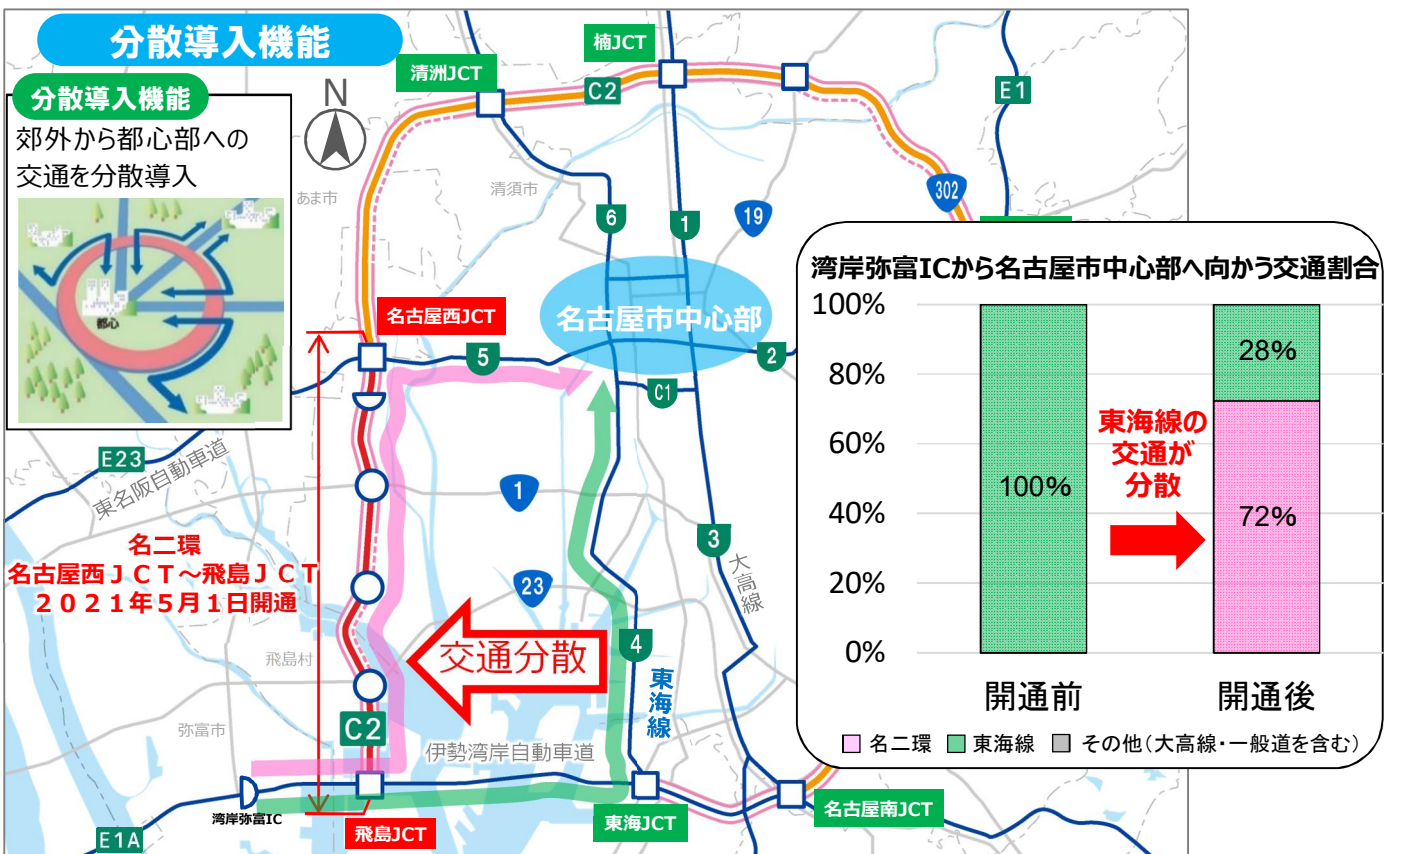 分散導入機能
分散導入機能
郊外から都心部への
交通を分散導入
都心
N
あま市
清須市
清洲JCT
楠JCT
C2
E1
302
19
6
1
名古屋西JCT
名古屋市中心部
5
2
C1
E23
東名阪自動車道
1
23
3
大高線
4
東海線
名二環
名古屋西JCT～飛島JCT
2021年5月1日開通
交通分散
飛島村
弥富市
C2
伊勢湾岸自動車道
湾岸弥富IC
E1A
飛島JCT
東海JCT
名古屋南JCT
湾岸弥富ICから名古屋市中心部へ向かう交通割合
100%
80%
60%
40%
20%
0%
100%
28%
72%
東海線の
交通が
分散
開通前
開通後
名二環 東海線 その他（大高線・一般道を含む）